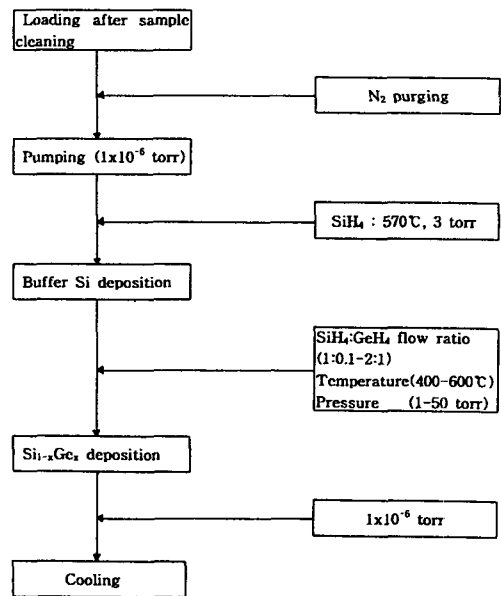 Loading after sample
cleaning
N₂ purging
Pumping (1x10⁻⁶ torr)
SiH₄ : 570℃, 3 torr
Buffer Si deposition
SiH₄:GeH₄ flow ratio
(1:0.1-2:1)
Temperature(400-600℃)
Pressure (1-50 torr)
Si₁₋ₓGeₓ deposition
1x10⁻⁶ torr
Cooling